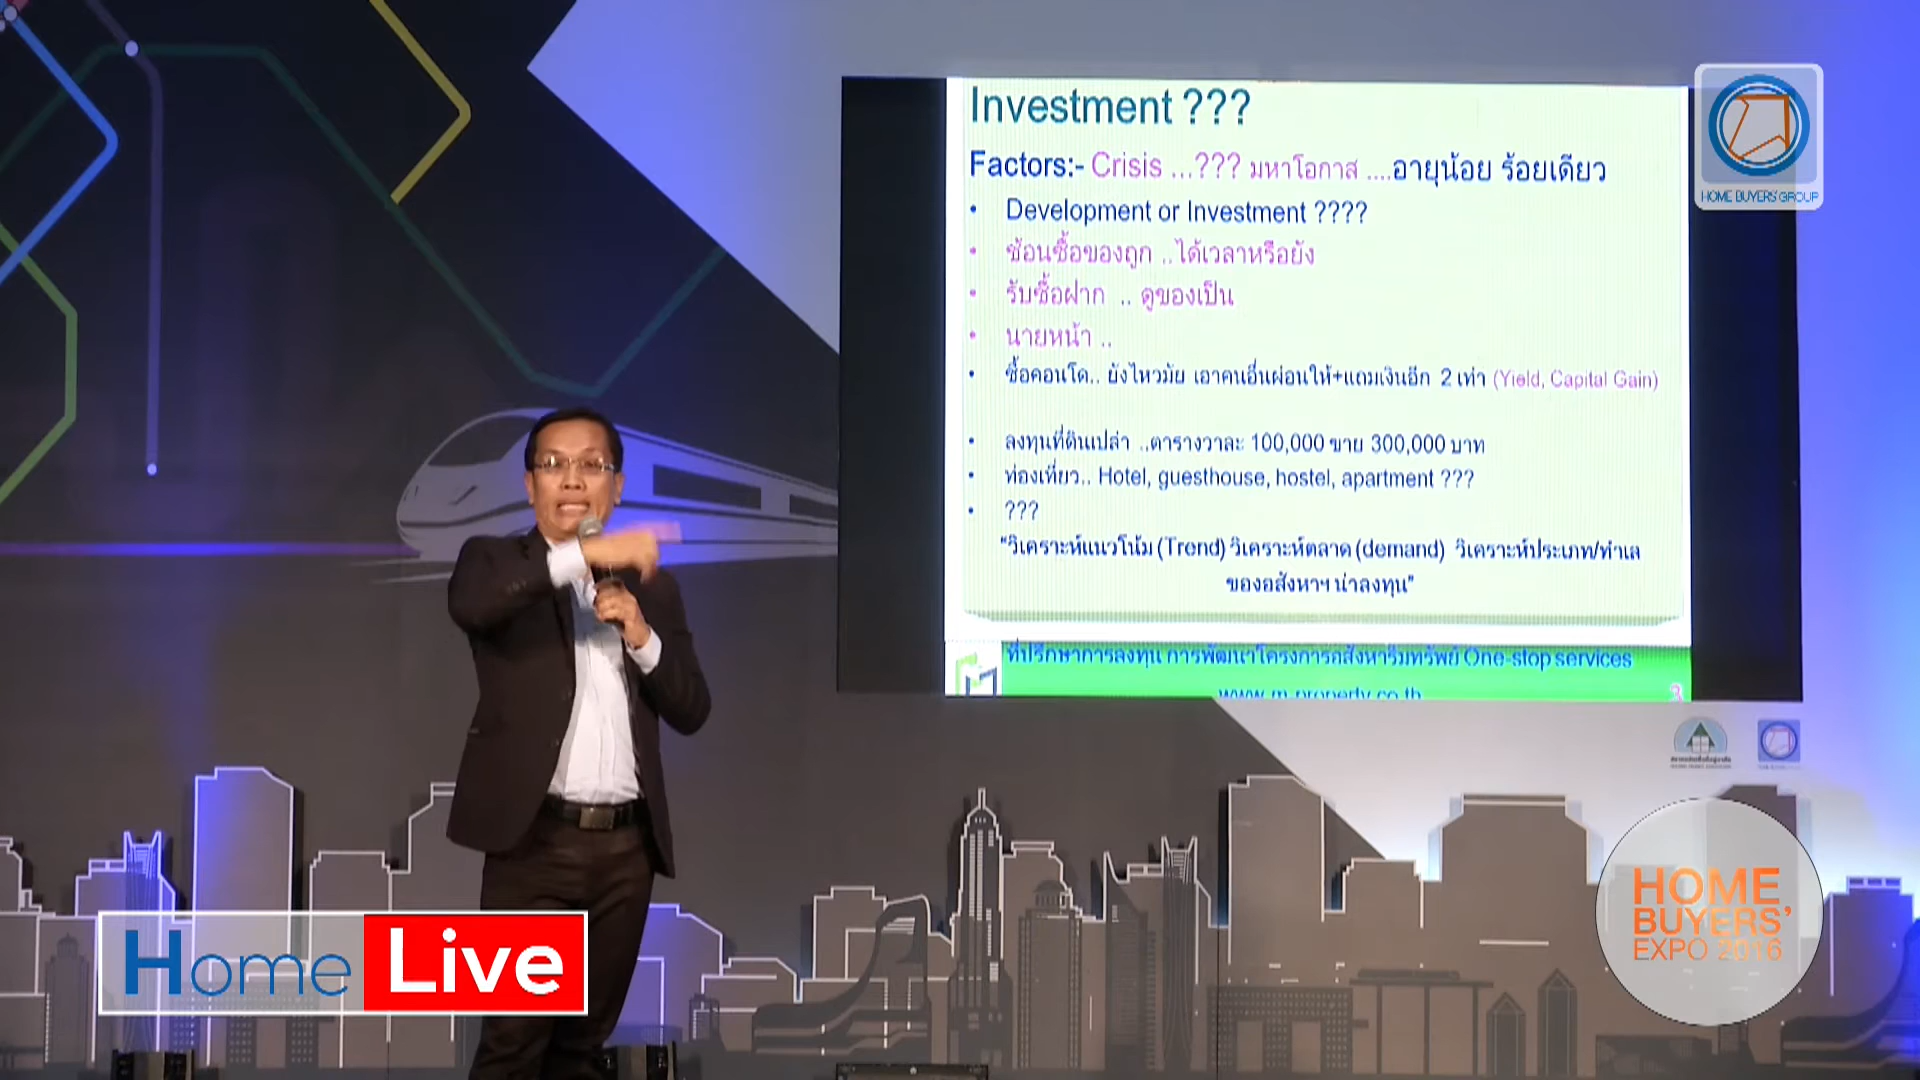 Investment ???
Factors:- Crisis ...??? มหาโอกาส ....อายุน้อย ร้อยเดียว
• Development or Investment ????
• ช้อนซื้อของถูก ..ได้เวลาหรือยัง
• รับซื้อฝาก .. ดูของเป็น
• นายหน้า ..
• ซื้อคอนโด.. ยังไหวมัย เอาคนอื่นผ่อนให้+แถมเงินอีก 2 เท่า (Yield, Capital Gain)
• ลงทุนที่ดินเปล่า ..ตารางวาละ 100,000 ขาย 300,000 บาท
• ท่องเที่ยว.. Hotel, guesthouse, hostel, apartment ???
• ???
"วิเคราะห์แนวโน้ม (Trend) วิเคราะห์ตลาด (demand) วิเคราะห์ประเภท/ทำเล
ของอสังหาฯ น่าลงทุน"
ที่ปรึกษาการลงทุน การพัฒนาโครงการอสังหาริมทรัพย์ One-stop services
www.m-property.co.th
3
HOME BUYERS' GROUP
HOME
BUYERS'
EXPO 2016
Home Live